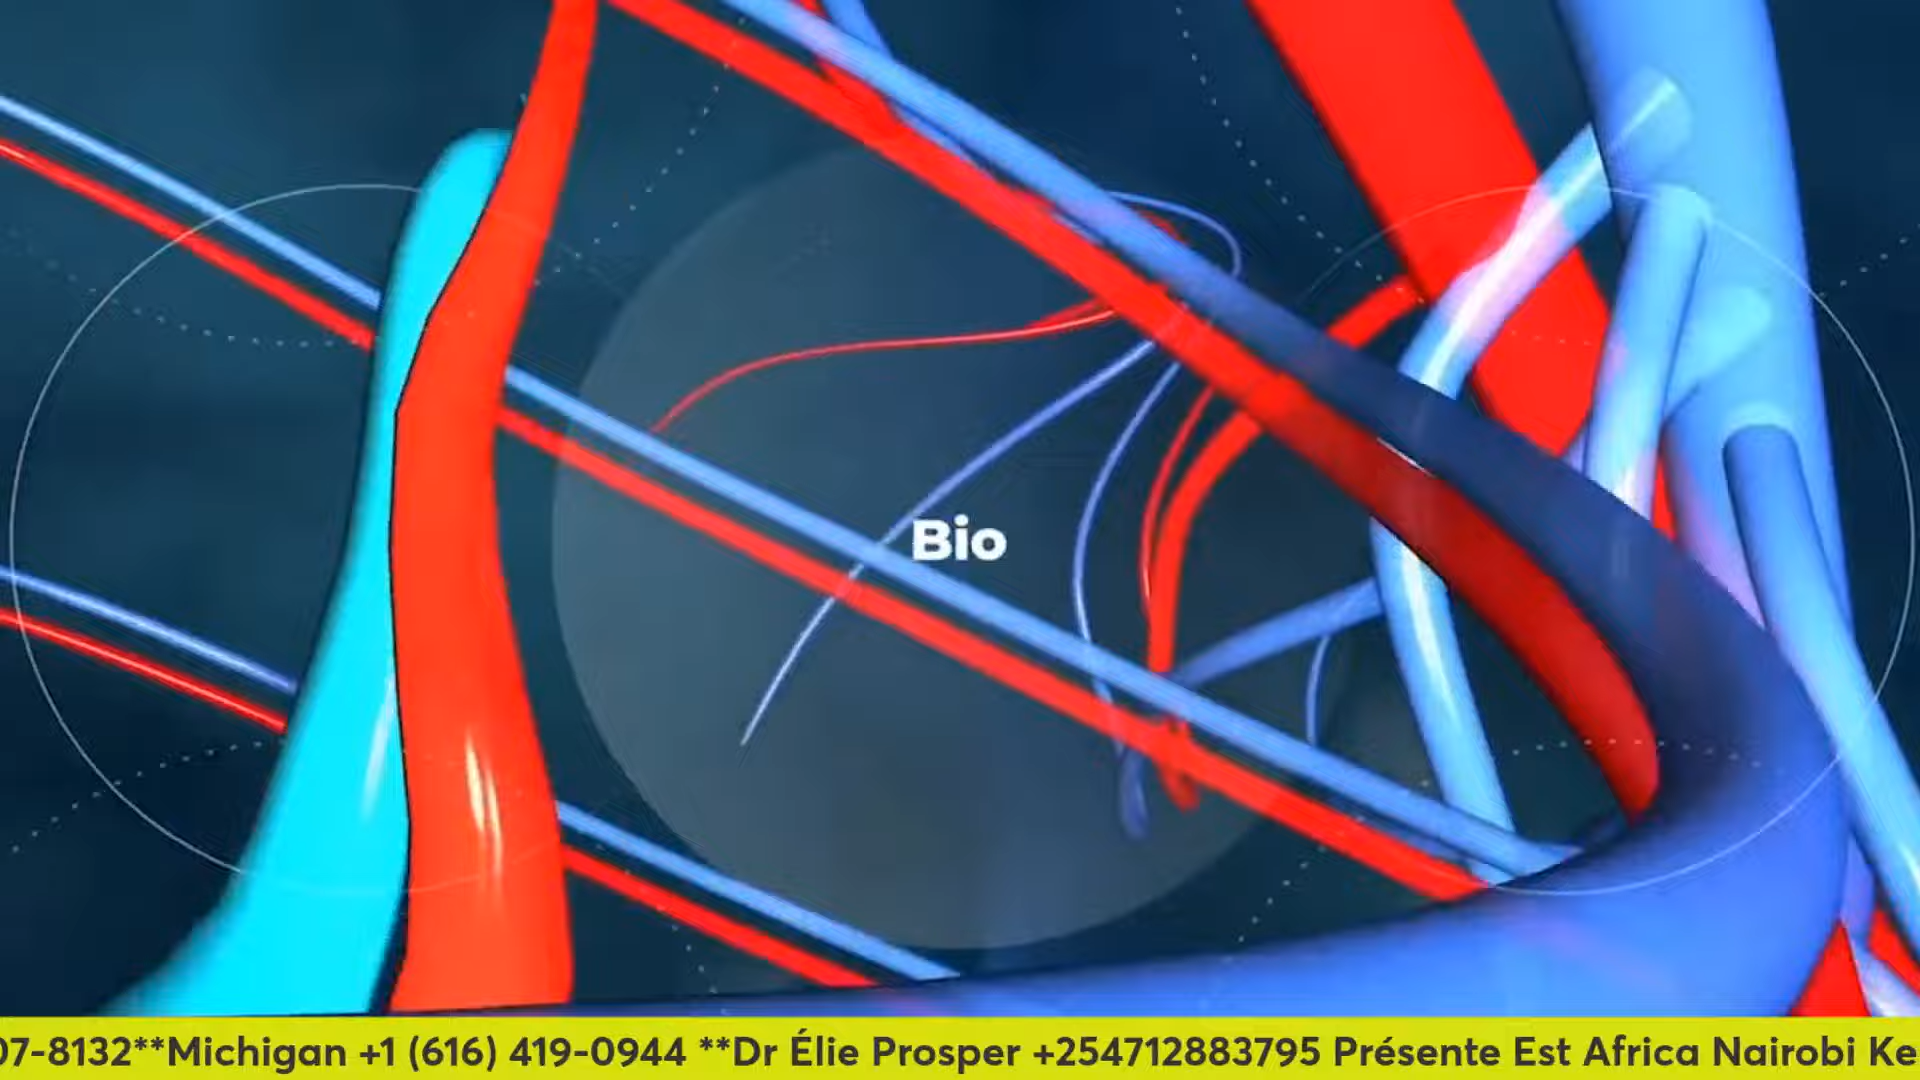 Bio
07-8132**Michigan +1 (616) 419-0944 **Dr Élie Prosper +254712883795 Présente Est Africa Nairobi Ke